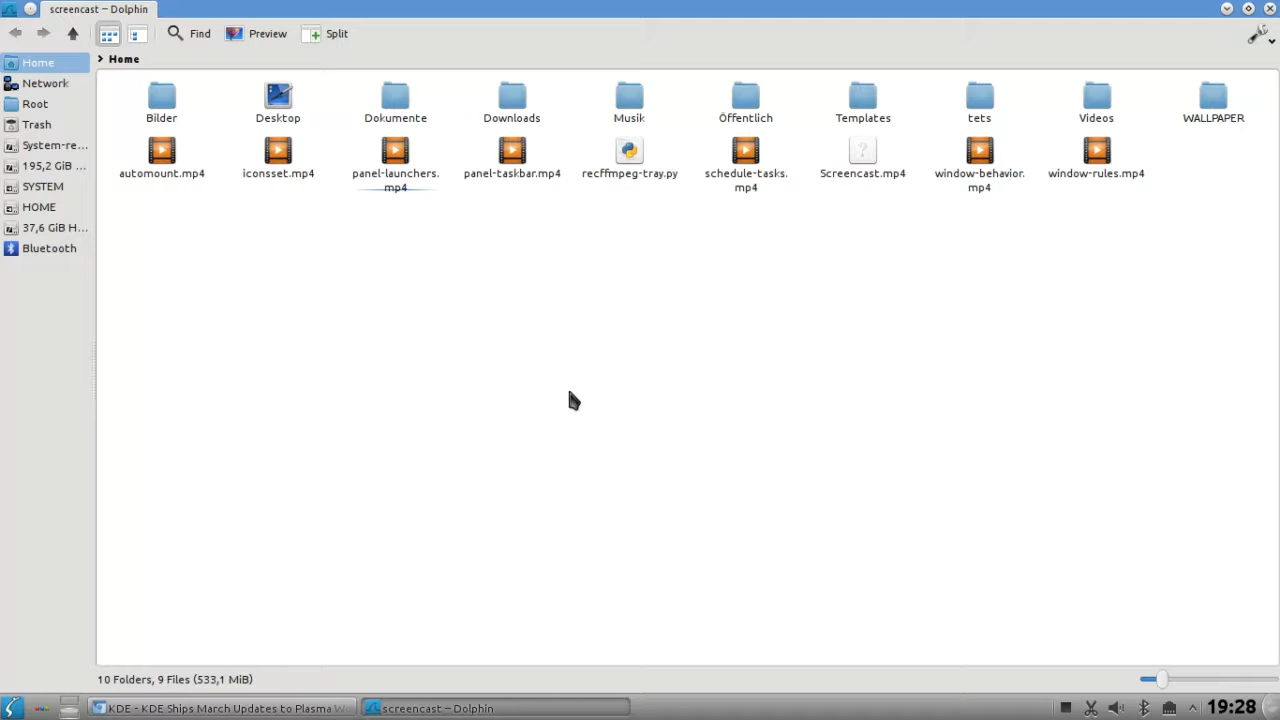 screencast – Dolphin
Find
Preview
Split
Home
Home
Network
Root
Trash
System-re...
195,2 GiB ...
SYSTEM
HOME
37,6 GiB H...
Bluetooth
Bilder
Desktop
Dokumente
Downloads
Musik
Öffentlich
Templates
tets
Videos
WALLPAPER
automount.mp4
iconsset.mp4
panel-launchers.
mp4
panel-taskbar.mp4
recffmpeg-tray.py
schedule-tasks.
mp4
Screencast.mp4
window-behavior.
mp4
window-rules.mp4
10 Folders, 9 Files (533,1 MiB)
KDE - KDE Ships March Updates to Plasma
screencast – Dolphin
19:28